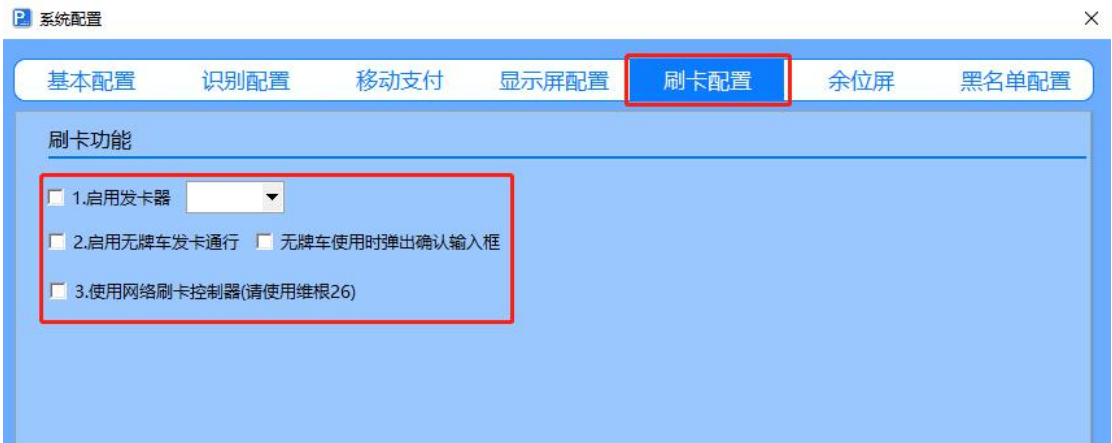 系统配置
基本配置 识别配置 移动支付 显示屏配置 刷卡配置 余位屏 黑名单配置
刷卡功能
1.启用发卡器
2.启用无牌车发卡通行 无牌车使用时弹出确认输入框
3.使用网络刷卡控制器(请使用维根26)